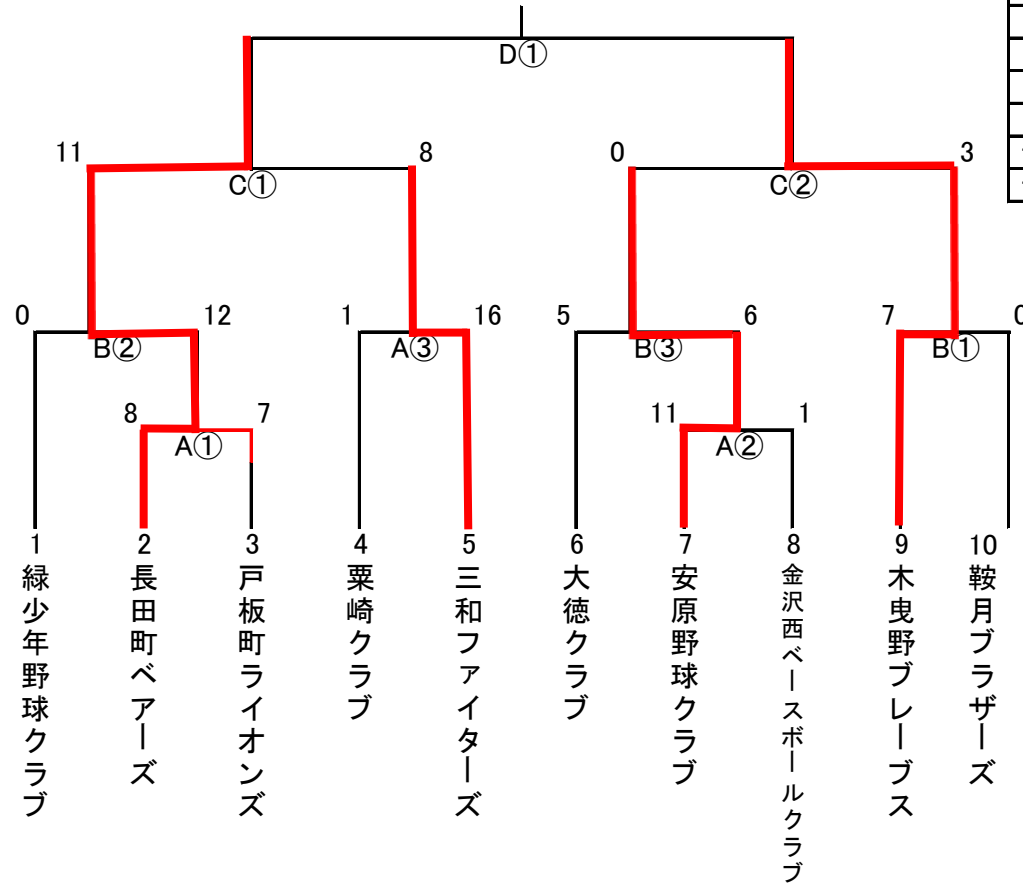 D①
11
8
0
3
C①
C②
0
12
1
16
5
6
7
0
B②
A③
B③
B①
8
7
11
1
A①
A②
1
2
3
4
5
6
7
8
9
10
緑少年野球クラブ
長田町ベアーズ
戸板町ライオンズ
粟崎クラブ
三和ファイターズ
大徳クラブ
安原野球クラブ
金沢西ベースボールクラブ
木曳野ブレーブス
鞍月ブラザーズ